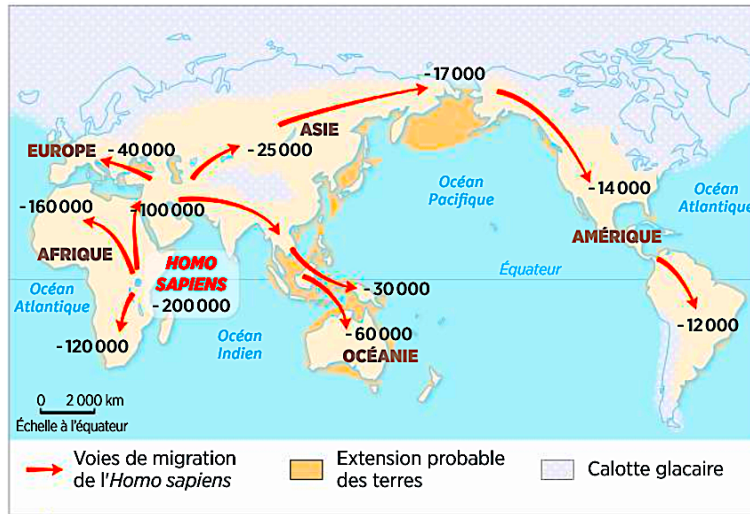 - 17 000
ASIE
EUROPE
- 40 000
- 25 000
Océan
Pacifique
- 14 000
Océan
Atlantique
- 160 000
- 100 000
AFRIQUE
HOMO
SAPIENS
- 200 000
AMÉRIQUE
Équateur
Océan
Atlantique
- 30 000
- 120 000
Océan
Indien
- 60 000
OCÉANIE
- 12 000
0 2 000 km
Échelle à l'équateur
Voies de migration
de l'Homo sapiens
Extension probable
des terres
Calotte glacaire